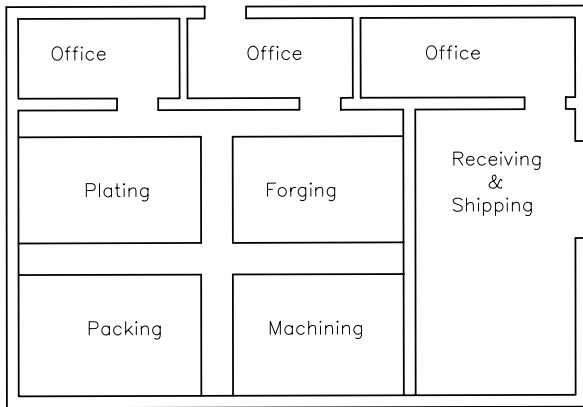 Office
Office
Office
Plating
Forging
Receiving
&
Shipping
Packing
Machining